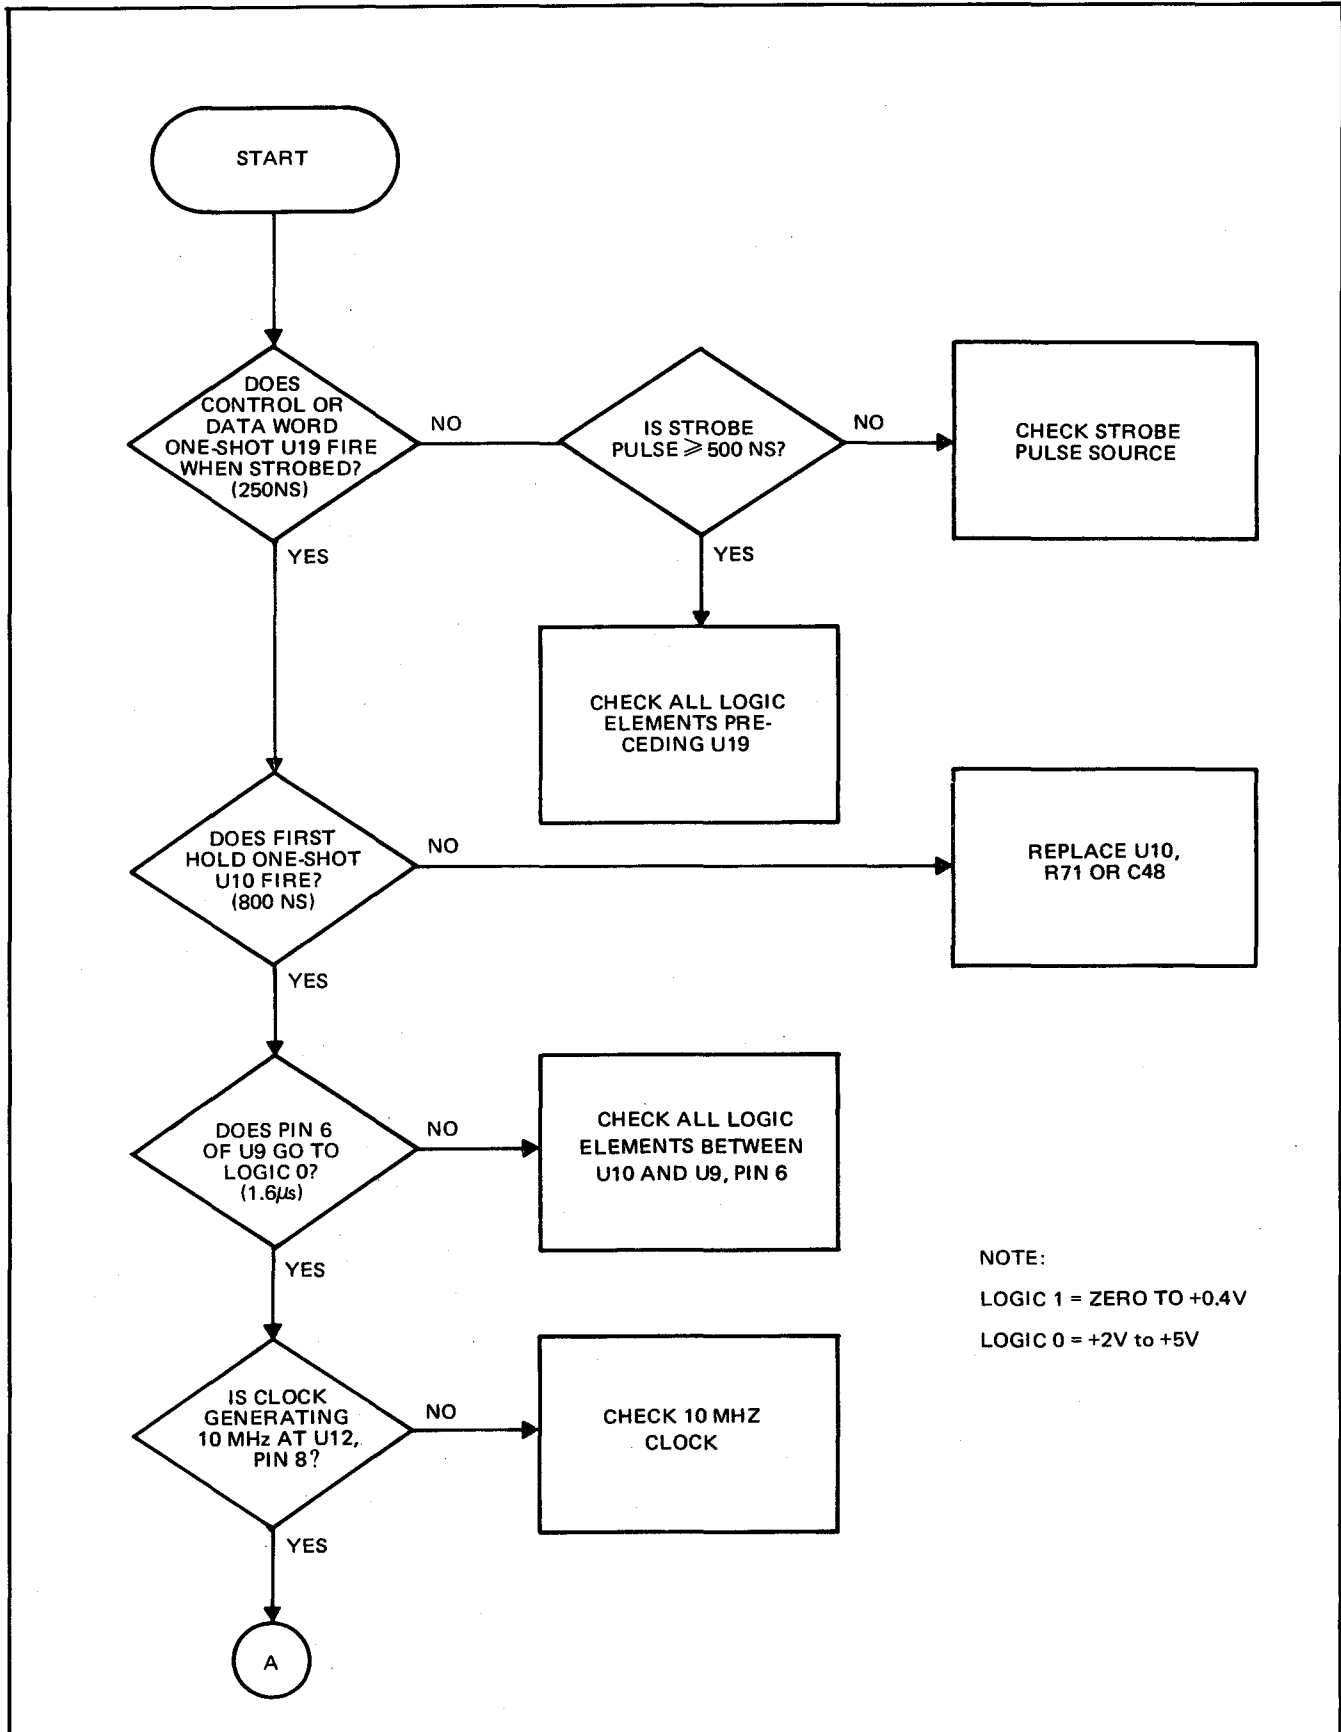 START
DOES
CONTROL OR
DATA WORD
ONE-SHOT U19 FIRE
WHEN STROBED?
(250NS)
NO
IS STROBE
PULSE ⩾ 500 NS?
NO
CHECK STROBE
PULSE SOURCE
YES
YES
CHECK ALL LOGIC
ELEMENTS PRE-
CEDING U19
DOES FIRST
HOLD ONE-SHOT
U10 FIRE?
(800 NS)
NO
REPLACE U10,
R71 OR C48
YES
DOES PIN 6
OF U9 GO TO
LOGIC 0?
(1.6μs)
NO
CHECK ALL LOGIC
ELEMENTS BETWEEN
U10 AND U9, PIN 6
YES
NOTE:
LOGIC 1 = ZERO TO +0.4V
LOGIC 0 = +2V to +5V
IS CLOCK
GENERATING
10 MHz AT U12,
PIN 8?
NO
CHECK 10 MHZ
CLOCK
YES
A